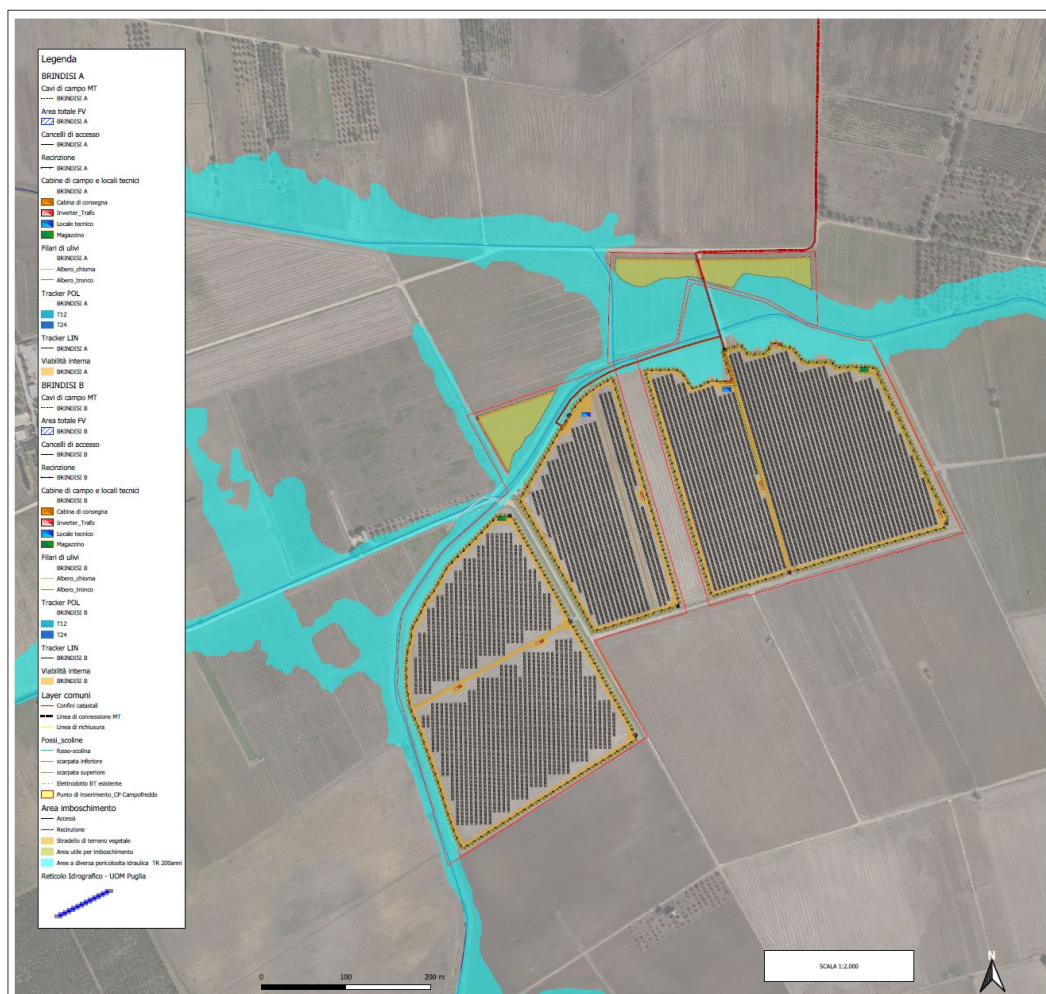 Legenda
BRINDISI A
Cavi di campo MT
BRINDISI A
Area totale FV
BRINDISI A
Cancelli di accesso
BRINDISI A
Recinzione
BRINDISI A
Cabine di campo e locali tecnici
BRINDISI A
Cabina di consegna
Inverter_Trafo
Locale tecnico
Magazzino
Filari di ulivi
BRINDISI A
Albero_chioma
Albero_tronco
Tracker POL
BRINDISI A
T12
T24
Tracker LIN
BRINDISI A
Viabilità interna
BRINDISI A
BRINDISI B
Cavi di campo MT
BRINDISI B
Area totale FV
BRINDISI B
Cancelli di accesso
BRINDISI B
Recinzione
BRINDISI B
Cabine di campo e locali tecnici
BRINDISI B
Cabina di consegna
Inverter_Trafo
Locale tecnico
Magazzino
Filari di ulivi
BRINDISI B
Albero_chioma
Albero_tronco
Tracker POL
BRINDISI B
T12
T24
Tracker LIN
BRINDISI B
Viabilità interna
BRINDISI B
Layer comuni
Confini catastali
Linea di connessione MT
Linea di richiusura
Fossi_scoline
fosso-scolina
scarpata inferiore
scarpata superiore
Elettrodotto BT esistente
Punto di inserimento_CP Campofreddo
Area imboschimento
Accessi
Recinzione
Stradello di terreno vegetale
Area utile per imboschimento
Aree a diversa pericolosita idraulica TR 200anni
Reticolo Idrografico - UOM Puglia
0 100 200 m
SCALA 1:2.000
N